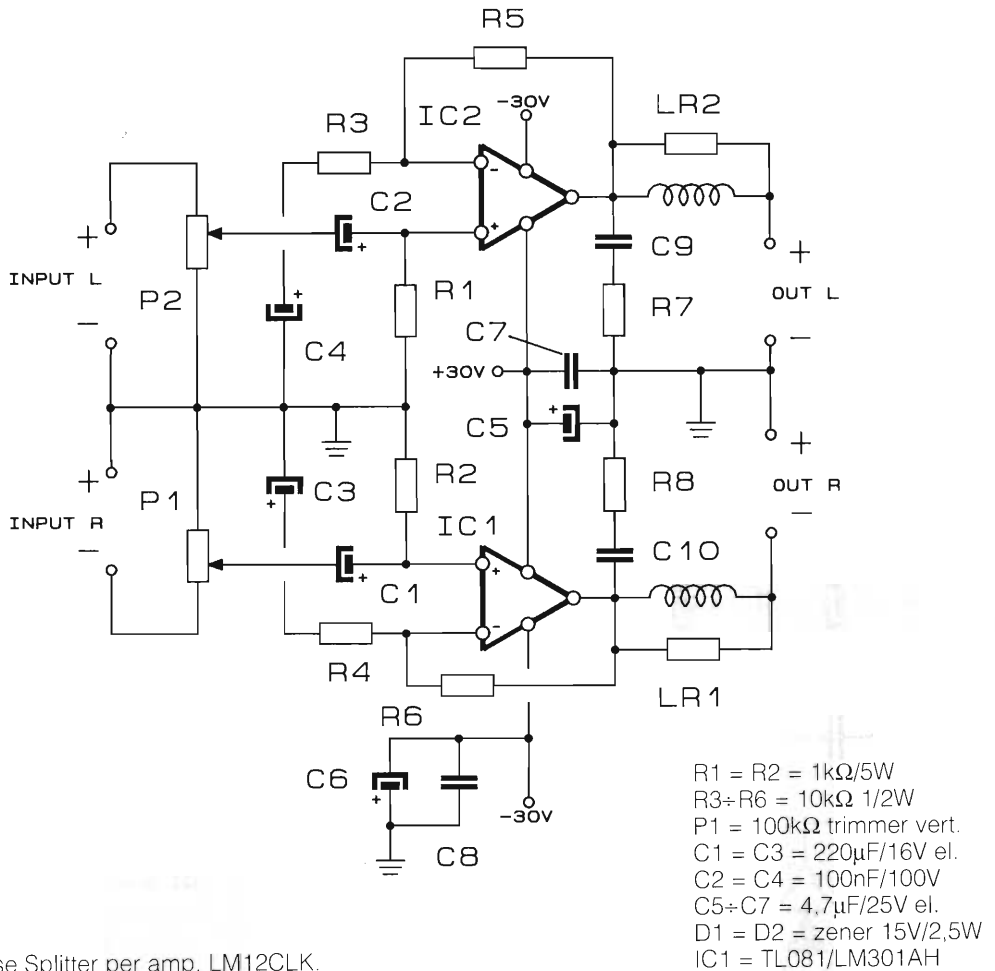 R5
-30V
IC2
LR2
R3
C2
-
+
+
+
INPUT L
-
P2
+
C4
R1
C9
R7
+
OUT L
-
C7
+30V
C5
+
+
INPUT R
-
P1
C3
+
R2
IC1
R8
C10
+
OUT R
-
+
C1
+
-
R4
R6
LR1
C6
+
C8
-30V
R1 = R2 = 1kΩ/5W
R3÷R6 = 10kΩ 1/2W
P1 = 100kΩ trimmer vert.
C1 = C3 = 220µF/16V el.
C2 = C4 = 100nF/100V
C5÷C7 = 4,7µF/25V el.
D1 = D2 = zener 15V/2,5W
IC1 = TL081/LM301AH
se Splitter per amp. LM12CLK.